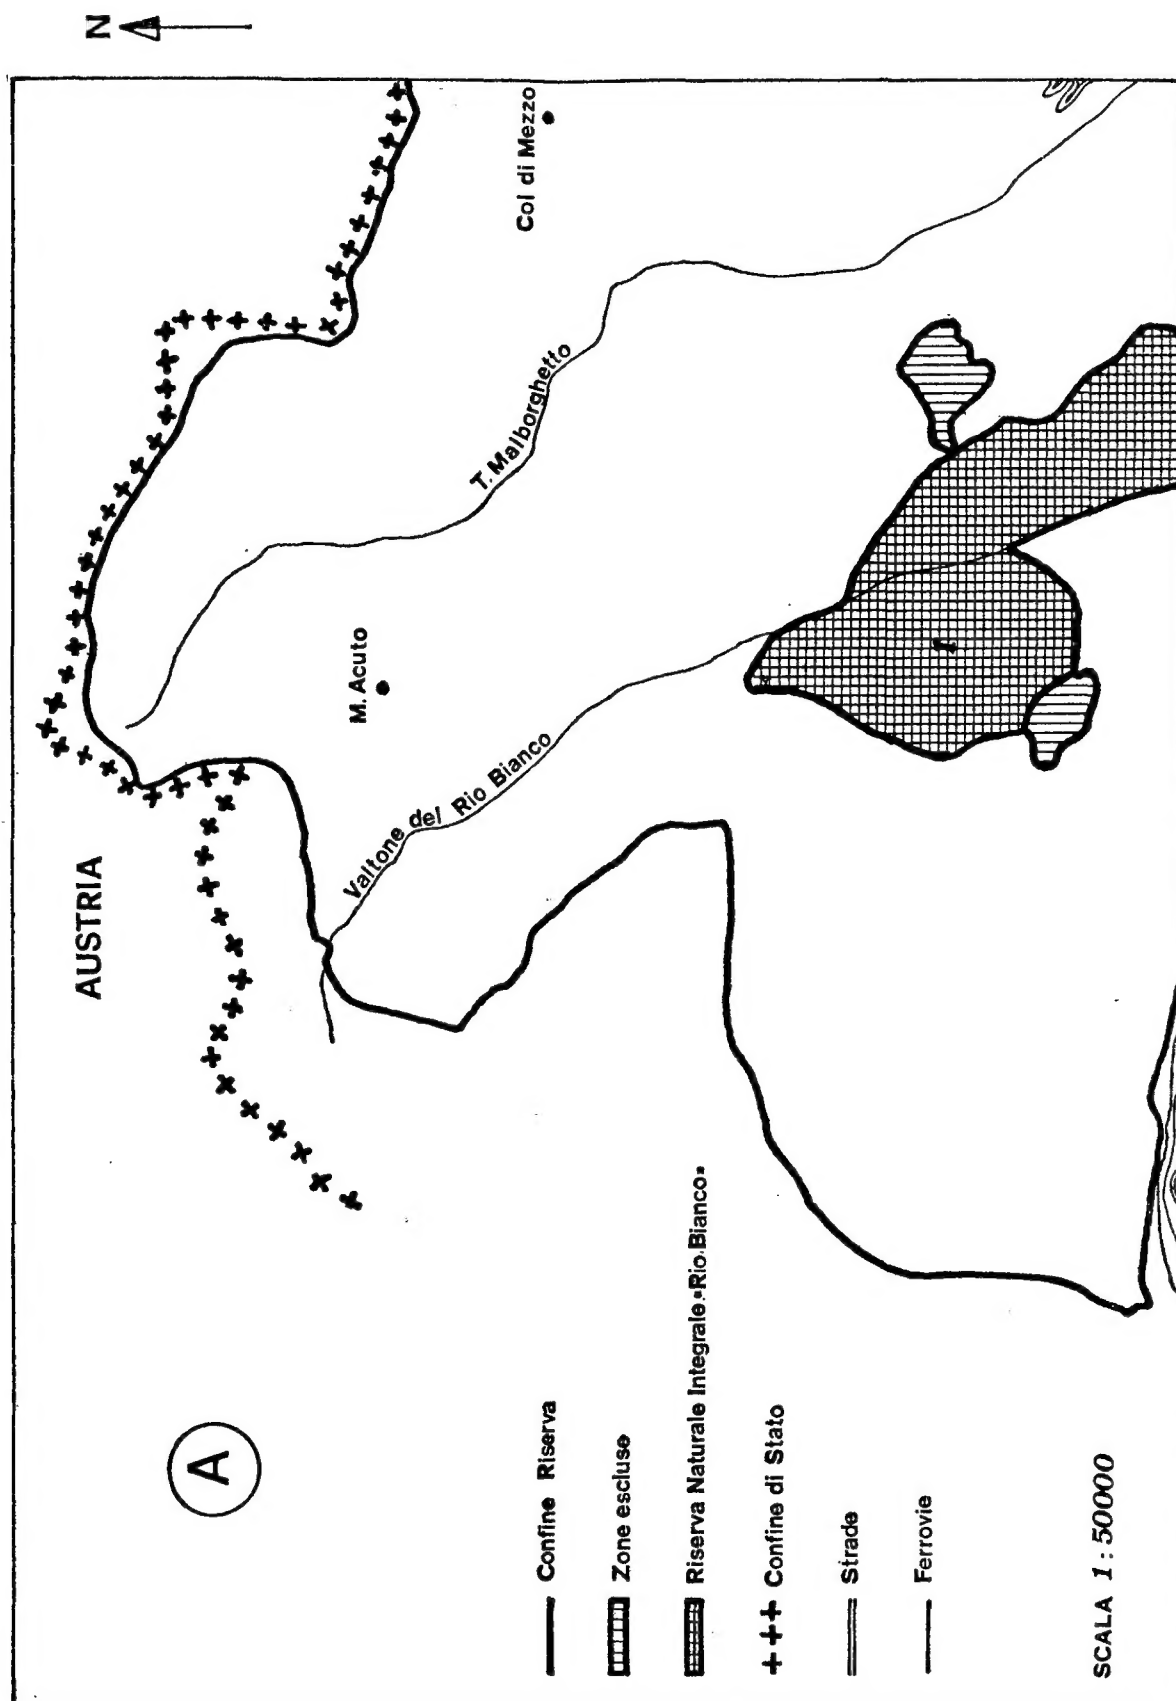 N
AUSTRIA
Col di Mezzo
T. Malborghetto
M. Acuto
Valtone del Rio Bianco
1
A
Confine Riserva
Zone escluse
Riserva Naturale Integrale «Rio Bianco»
+++ Confine di Stato
Strade
Ferrovie
SCALA 1:50000